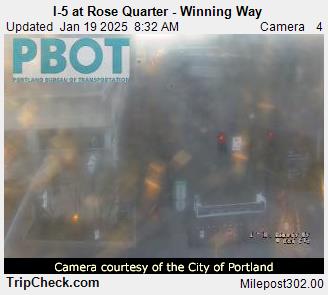 I-5 at Rose Quarter - Winning Way
Updated Jan 19 2025 8:32 AM Camera 4
PBOT
PORTLAND BUREAU OF TRANSPORTATION
Camera courtesy of the City of Portland
TripCheck.com Milepost302.00